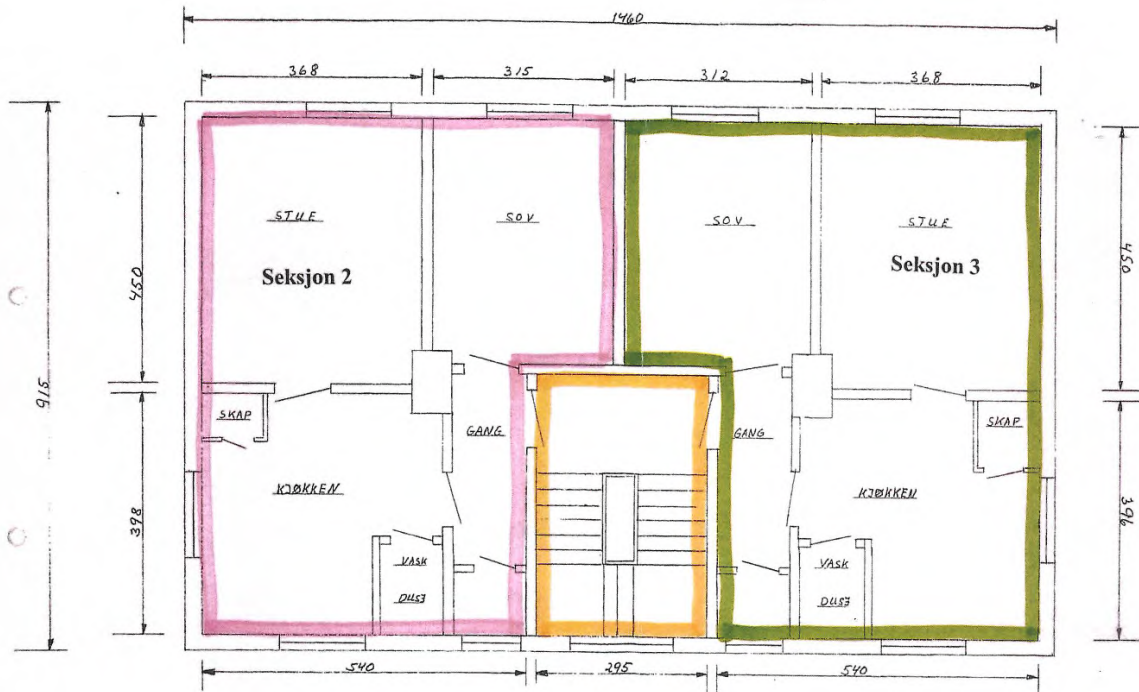 1460
368
315
312
368
STUE
SOV
SOV
STUE
Seksjon 2
Seksjon 3
450
450
915
SKAP
GANG
GANG
SKAP
KJØKKEN
KJØKKEN
398
396
VASK
VASK
DUSJ
DUSJ
540
295
540